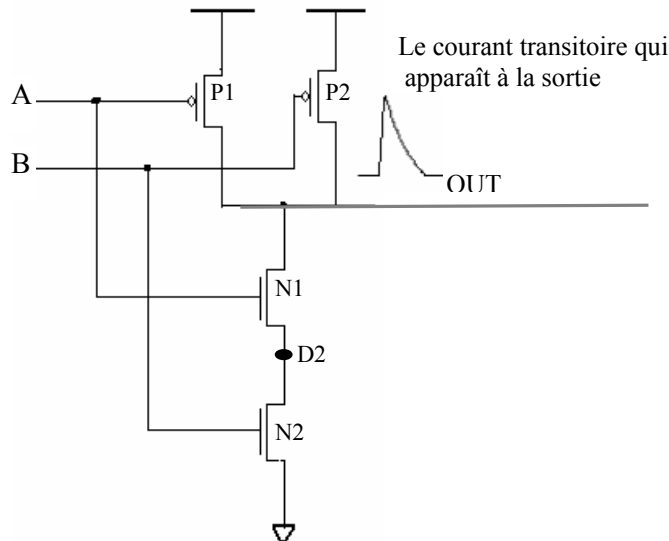 Le courant transitoire qui
apparaît à la sortie
A
P1
P2
B
OUT
N1
D2
N2